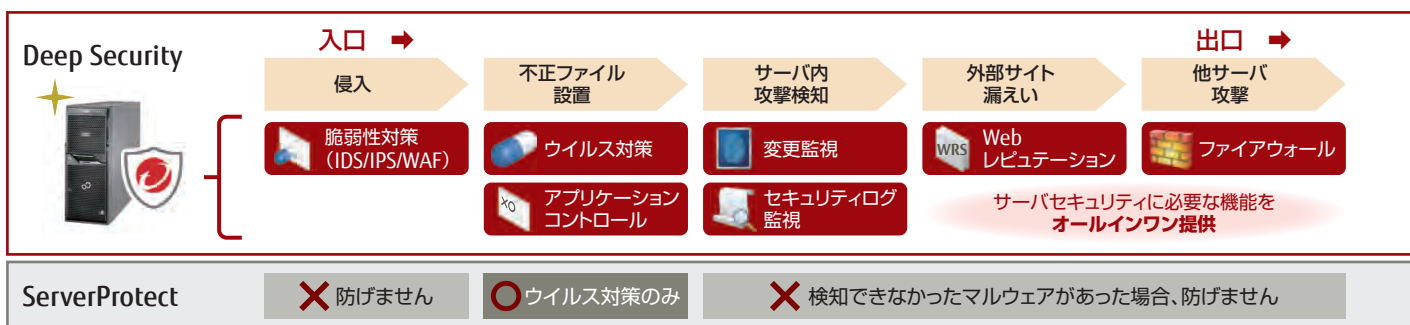 Deep Security
入口 ➡
出口 ➡
侵入
不正ファイル
設置
サーバ内
攻撃検知
外部サイト
漏えい
他サーバ
攻撃
脆弱性対策
(IDS/IPS/WAF)
ウイルス対策
変更監視
WRS
Web
レピュテーション
ファイアウォール
XO
アプリケーション
コントロール
セキュリティログ
監視
サーバセキュリティに必要な機能を
オールインワン提供
ServerProtect
防げません
ウイルス対策のみ
検知できなかったマルウェアがあった場合、防げません